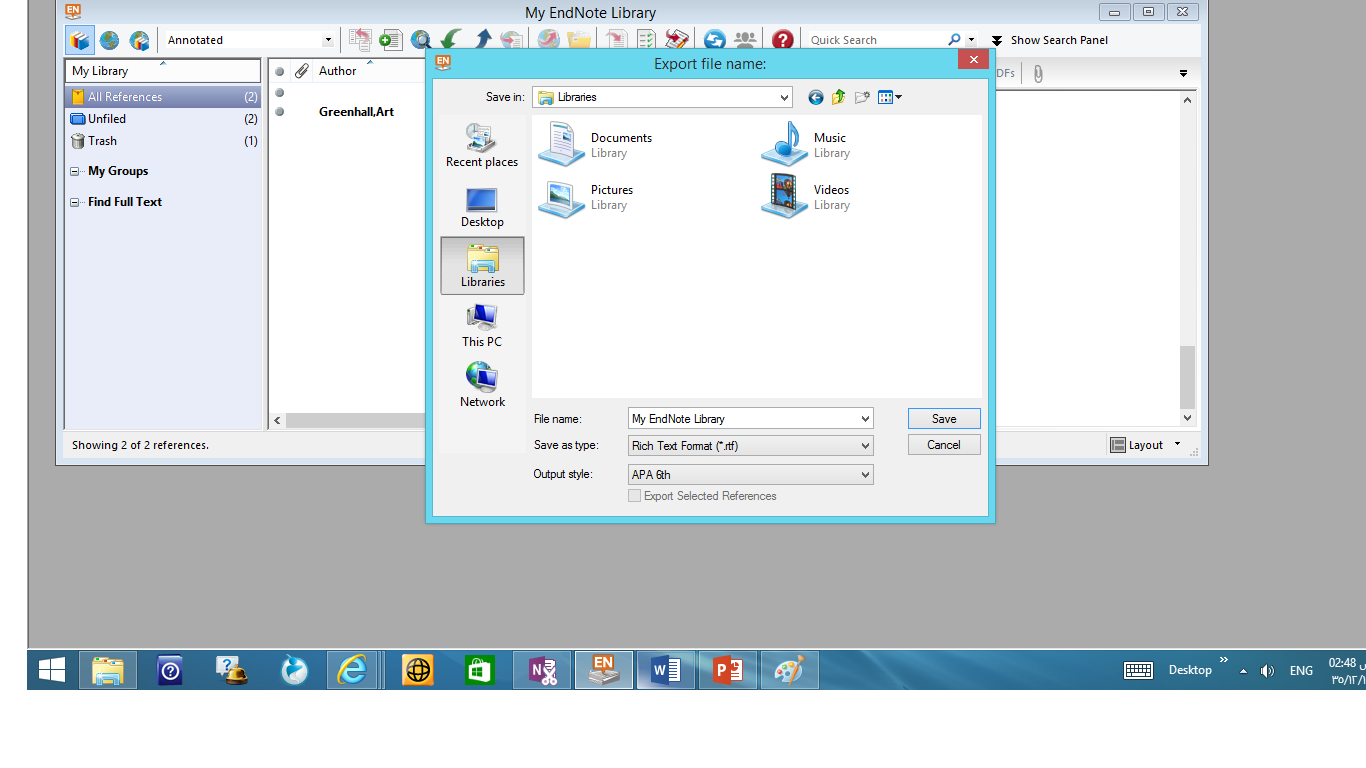 My EndNote Library
Annotated
Quick Search
Show Search Panel
My Library
Author
All References (2)
Unfiled (2)
Trash (1)
My Groups
Find Full Text
Greenhall,Art
DFs
Export file name:
Save in: Libraries
Recent places
Desktop
Libraries
This PC
Network
Documents
Library
Music
Library
Pictures
Library
Videos
Library
File name: My EndNote Library
Save
Save as type: Rich Text Format (*.rtf)
Cancel
Output style: APA 6th
Export Selected References
Showing 2 of 2 references.
Layout
EN
Desktop
ENG
02:48